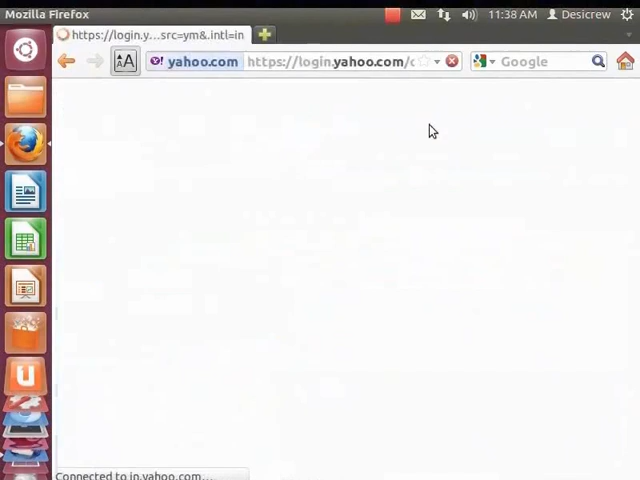 Mozilla Firefox
11:38 AM
Desicrew
https://login.y...src=ym&.intl=in
AA
Y! yahoo.com
https://login.yahoo.com/c
Google
U
Connected to in.yahoo.com...